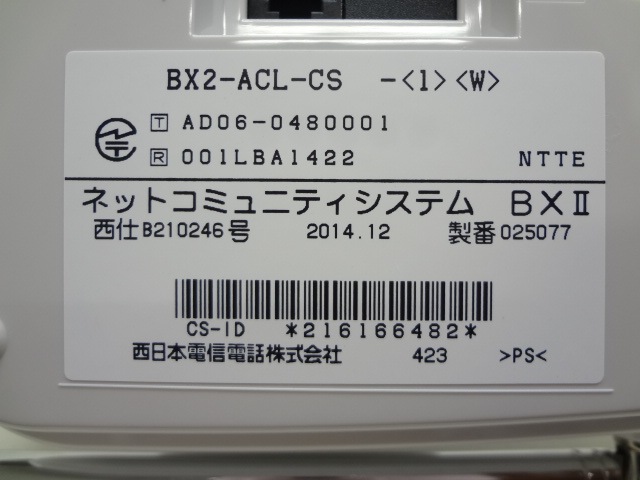 BX2-ACL-CS -<1><W>
T AD06-0480001
R 001LBA1422 NTTE
ネットコミュニティシステム BXⅡ
西仕B210246号 2014.12 製番025077
CS-ID *216166482*
西日本電信電話株式会社 423 >PS<